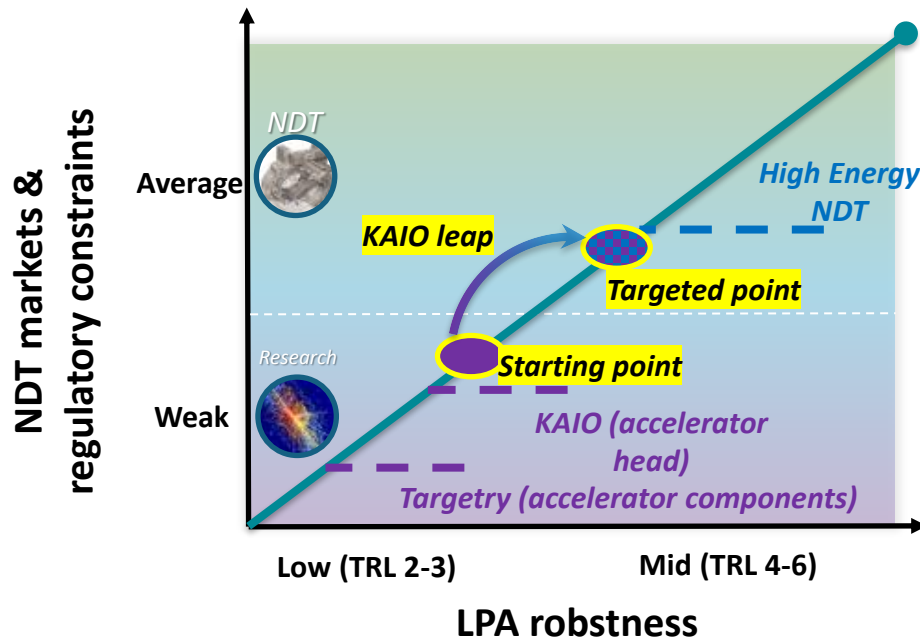 NDT markets &
regulatory constraints
Average
Weak
NDT
Research
KAIO leap
High Energy
NDT
Targeted point
Starting point
KAIO (accelerator
head)
Targetry (accelerator components)
Low (TRL 2-3)
Mid (TRL 4-6)
LPA robstness